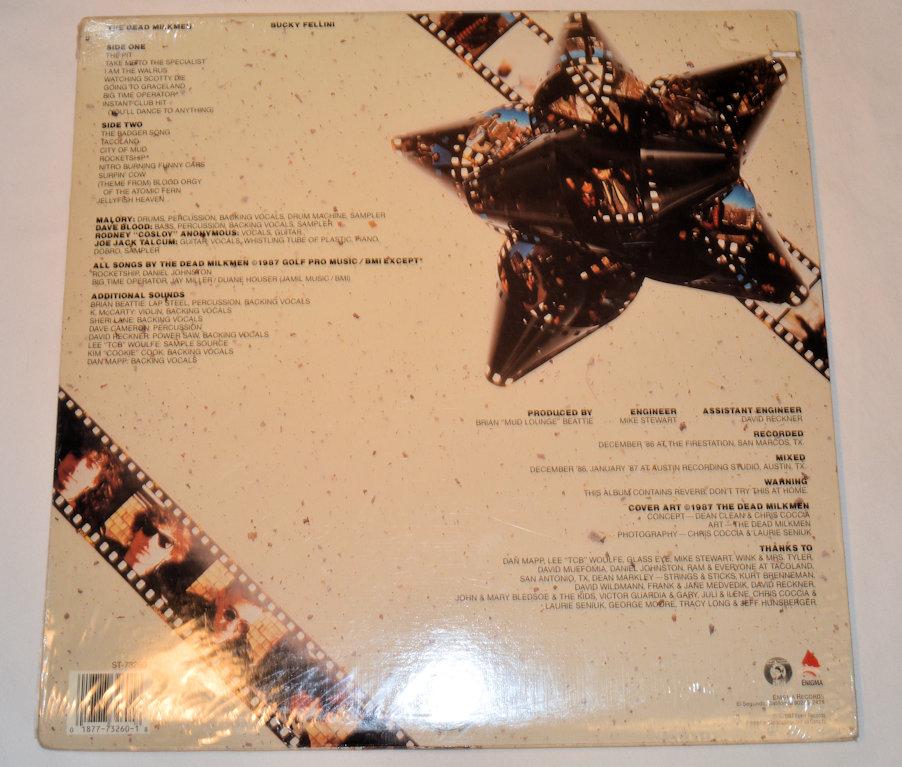 THE DEAD MILKMEN
BUCKY FELLINI
SIDE ONE
THE PIT
TAKE ME TO THE SPECIALIST
I AM THE WALRUS
WATCHING SCOTTY DIE
GOING TO GRACELAND
BIG TIME OPERATOR*
INSTANT CLUB HIT
(YOU'LL DANCE TO ANYTHING)
SIDE TWO
THE BADGER SONG
TACOLAND
CITY OF MUD
ROCKETSHIP*
NITRO BURNING FUNNY CARS
SURFIN' COW
(THEME FROM) BLOOD ORGY
OF THE ATOMIC FERN
JELLYFISH HEAVEN
MALORY: DRUMS, PERCUSSION, BACKING VOCALS, DRUM MACHINE, SAMPLER
DAVE BLOOD: BASS, PERCUSSION, BACKING VOCALS, SAMPLER
RODNEY "COSLOY" ANONYMOUS: VOCALS, GUITAR
JOE JACK TALCUM: GUITAR, VOCALS, WHISTLING TUBE OF PLASTIC, PIANO,
DOBRO, SAMPLER
ALL SONGS BY THE DEAD MILKMEN ©1987 GOLF PRO MUSIC/BMI EXCEPT*
ROCKETSHIP, DANIEL JOHNSTON
BIG TIME OPERATOR, JAY MILLER/DUANE HOUSER (JAMIL MUSIC/BMI)
ADDITIONAL SOUNDS
BRIAN BEATTIE: LAP STEEL, PERCUSSION, BACKING VOCALS
K. McCARTY: VIOLIN, BACKING VOCALS
SHERI LANE: BACKING VOCALS
DAVE CAMERON: PERCUSSION
DAVID RECKNER: POWER SAW, BACKING VOCALS
LEE "TCB" WOULFE: SAMPLE SOURCE
KIM "COOKIE" COOK: BACKING VOCALS
DAN MAPP: BACKING VOCALS
PRODUCED BY
BRIAN "MUD LOUNGE" BEATTIE
ENGINEER
MIKE STEWART
ASSISTANT ENGINEER
DAVID RECKNER
RECORDED
DECEMBER '86 AT THE FIRESTATION, SAN MARCOS, TX.
MIXED
DECEMBER '86, JANUARY '87 AT AUSTIN RECORDING STUDIO, AUSTIN, TX.
WARNING
THIS ALBUM CONTAINS REVERB. DON'T TRY THIS AT HOME.
COVER ART ©1987 THE DEAD MILKMEN
CONCEPT—DEAN CLEAN & CHRIS COCCIA
ART—THE DEAD MILKMEN
PHOTOGRAPHY—CHRIS COCCIA & LAURIE SENIUK
THANKS TO
DAN MAPP, LEE "TCB" WOULFE, GLASS EYE, MIKE STEWART, WINK & MRS. TYLER,
DAVID MUEFOMIA, DANIEL JOHNSTON, RAM & EVERYONE AT TACOLAND,
SAN ANTONIO, TX, DEAN MARKLEY—STRINGS & STICKS, KURT BRENNEMAN,
DAVID WILDMANN, FRANK & JANE MEDVEDIK, DAVID RECKNER,
JOHN & MARY BLEDSOE & THE KIDS, VICTOR GUARDIA & GARY, JULI & ILENE, CHRIS COCCIA &
LAURIE SENIUK, GEORGE MOORE, TRACY LONG & JEFF HUNSBERGER.
0 1877-73260-1 8
ENIGMA
ENIGMA RECORDS
El Segundo, California